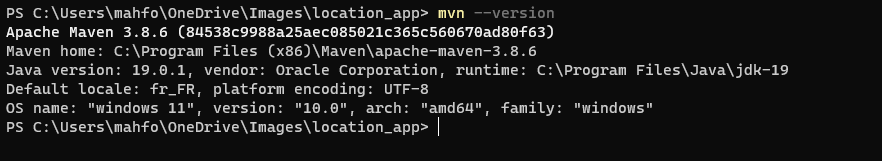 PS C:\Users\mahfo\OneDrive\Images\location_app> mvn --version
Apache Maven 3.8.6 (84538c9988a25aec085021c365c560670ad80f63)
Maven home: C:\Program Files (x86)\Maven\apache-maven-3.8.6
Java version: 19.0.1, vendor: Oracle Corporation, runtime: C:\Program Files\Java\jdk-19
Default locale: fr_FR, platform encoding: UTF-8
OS name: "windows 11", version: "10.0", arch: "amd64", family: "windows"
PS C:\Users\mahfo\OneDrive\Images\location_app>